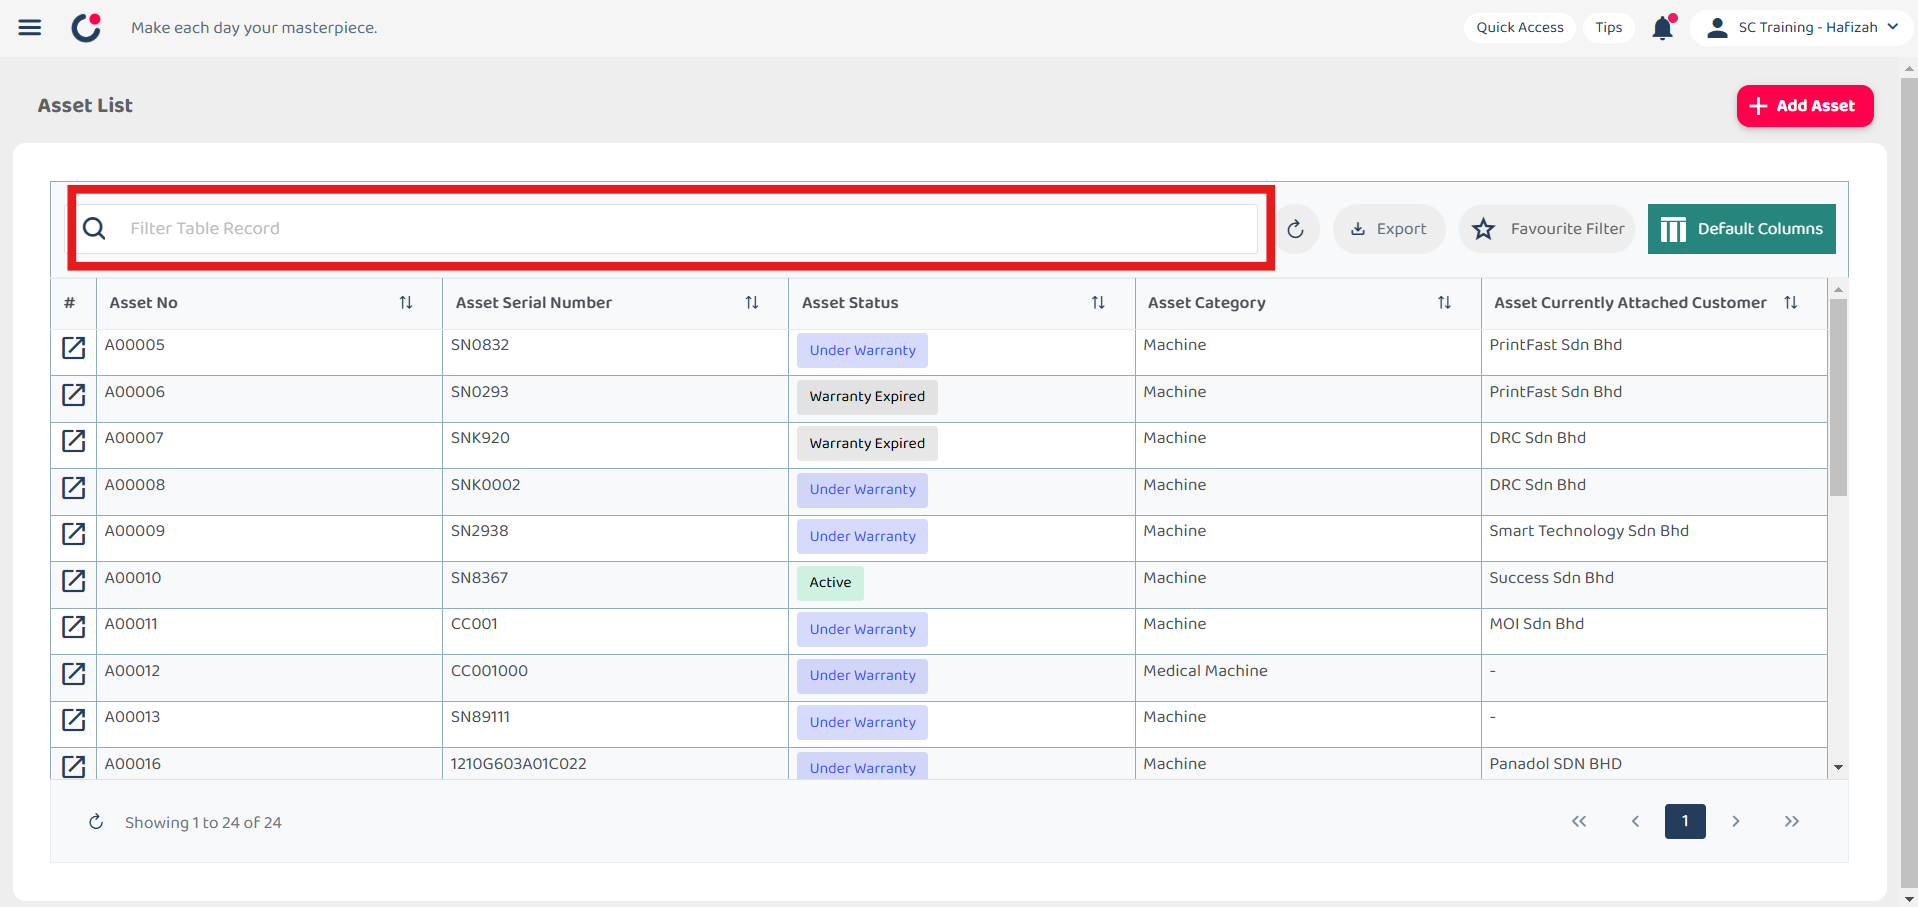 Make each day your masterpiece.
Quick Access
Tips
SC Training - Hafizah
Asset List
Add Asset
Filter Table Record
Export
Favourite Filter
Default Columns
# Asset No Asset Serial Number Asset Status Asset Category Asset Currently Attached Customer
A00005 SN0832 Under Warranty Machine PrintFast Sdn Bhd
A00006 SN0293 Warranty Expired Machine PrintFast Sdn Bhd
A00007 SNK920 Warranty Expired Machine DRC Sdn Bhd
A00008 SNK0002 Under Warranty Machine DRC Sdn Bhd
A00009 SN2938 Under Warranty Machine Smart Technology Sdn Bhd
A00010 SN8367 Active Machine Success Sdn Bhd
A00011 CC001 Under Warranty Machine MOI Sdn Bhd
A00012 CC001000 Under Warranty Medical Machine -
A00013 SN89111 Under Warranty Machine -
A00016 1210G603A01C022 Under Warranty Machine Panadol SDN BHD
Showing 1 to 24 of 24
1